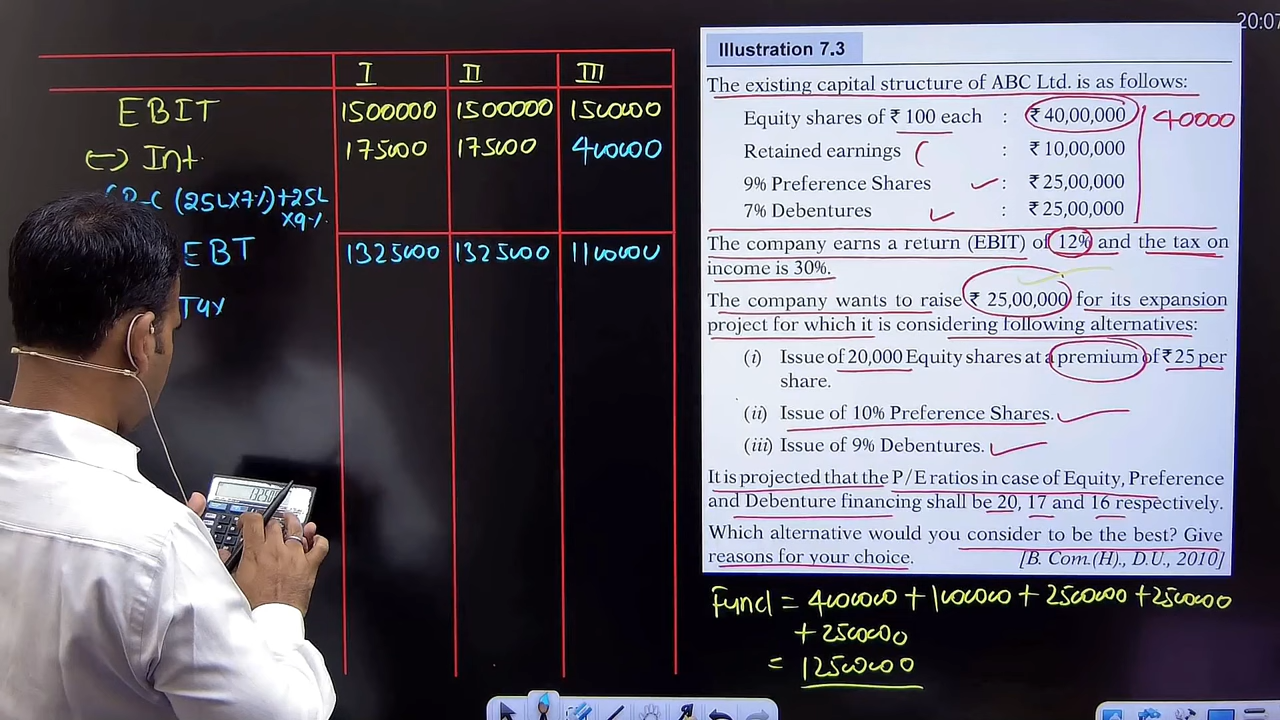 20:07
I II III
EBIT 1500000 1500000 1500000
(-) Int. 175000 175000 400000
(25L×7%)+25L
×9%
EBT 1325000 1325000 1100000
Tax
Illustration 7.3
The existing capital structure of ABC Ltd. is as follows:
Equity shares of ₹ 100 each : ₹ 40,00,000 40000
Retained earnings : ₹ 10,00,000
9% Preference Shares : ₹ 25,00,000
7% Debentures : ₹ 25,00,000
The company earns a return (EBIT) of 12% and the tax on
income is 30%.
The company wants to raise ₹ 25,00,000 for its expansion
project for which it is considering following alternatives:
(i) Issue of 20,000 Equity shares at a premium of ₹ 25 per
share.
(ii) Issue of 10% Preference Shares.
(iii) Issue of 9% Debentures.
It is projected that the P/E ratios in case of Equity, Preference
and Debenture financing shall be 20, 17 and 16 respectively.
Which alternative would you consider to be the best? Give
reasons for your choice. [B. Com.(H)., D.U., 2010]
Fund = 4000000 + 1000000 + 2500000 + 2500000
+ 2500000
= 12500000